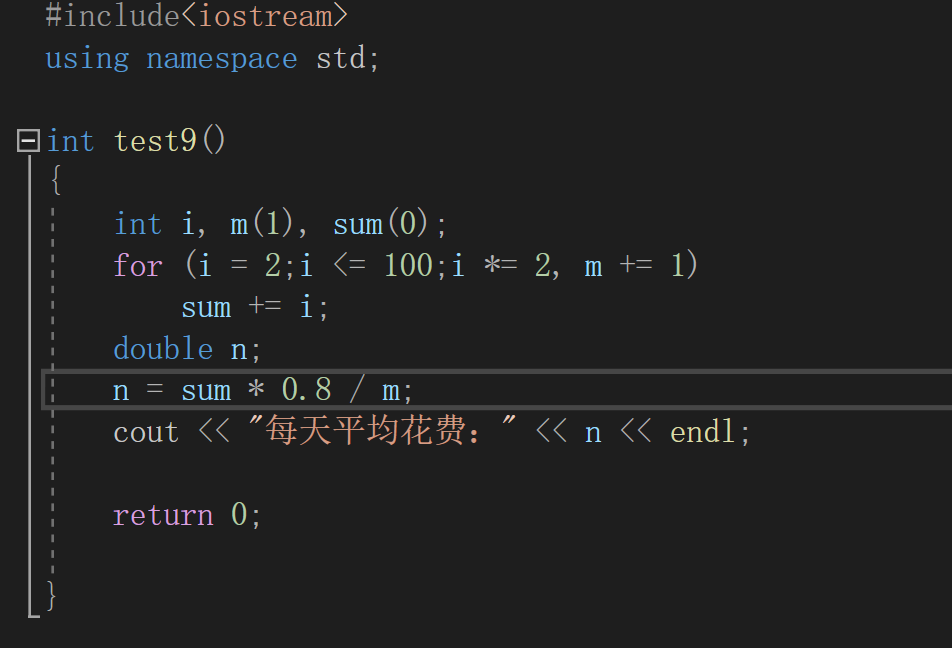 #include<iostream>
using namespace std;
int test9()
{
int i, m(1), sum(0);
for (i = 2;i <= 100;i *= 2, m += 1)
sum += i;
double n;
n = sum * 0.8 / m;
cout << "每天平均花费：" << n << endl;
return 0;
}